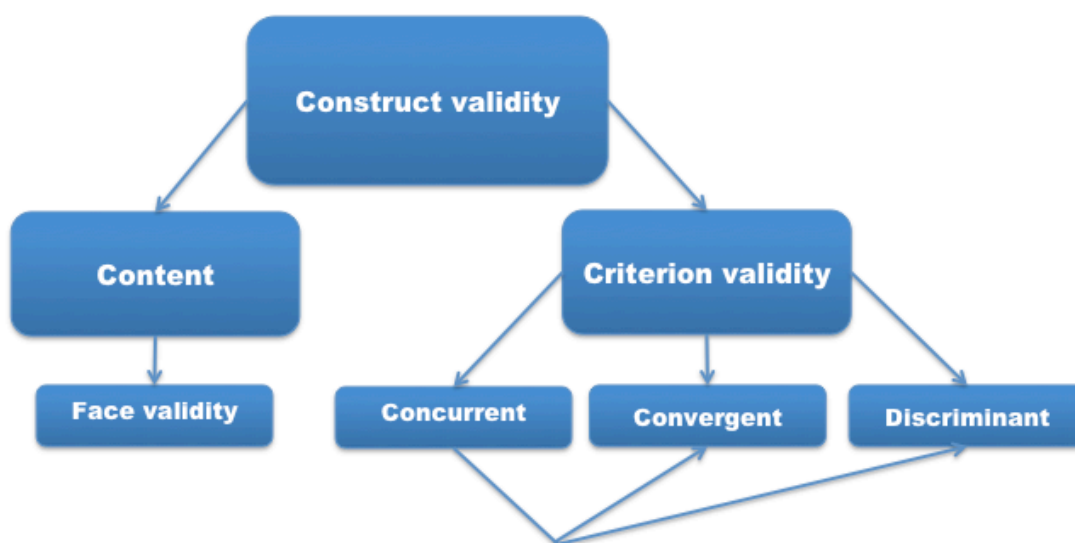 Construct validity
Content
Criterion validity
Face validity
Concurrent
Convergent
Discriminant